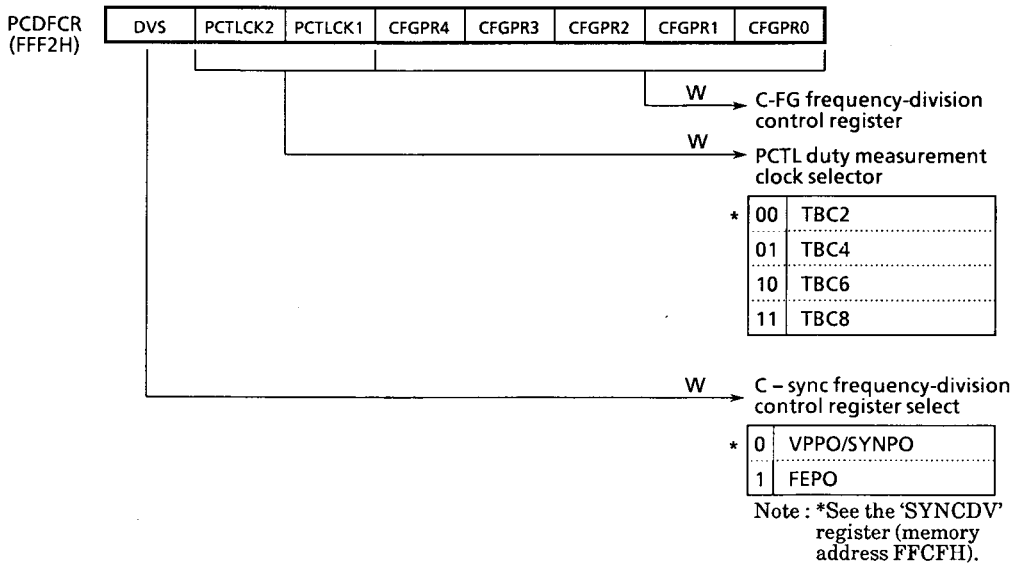 PCDFCR DVS PCTLCK2 PCTLCK1 CFGPR4 CFGPR3 CFGPR2 CFGPR1 CFGPR0
(FFF2H)
W C-FG frequency-division
control register
W PCTL duty measurement
clock selector
* 00 TBC2
01 TBC4
10 TBC6
11 TBC8
W C – sync frequency-division
control register select
* 0 VPPO/SYNPO
1 FEPO
Note : *See the ‘SYNCDV’
register (memory
address FFCFH).